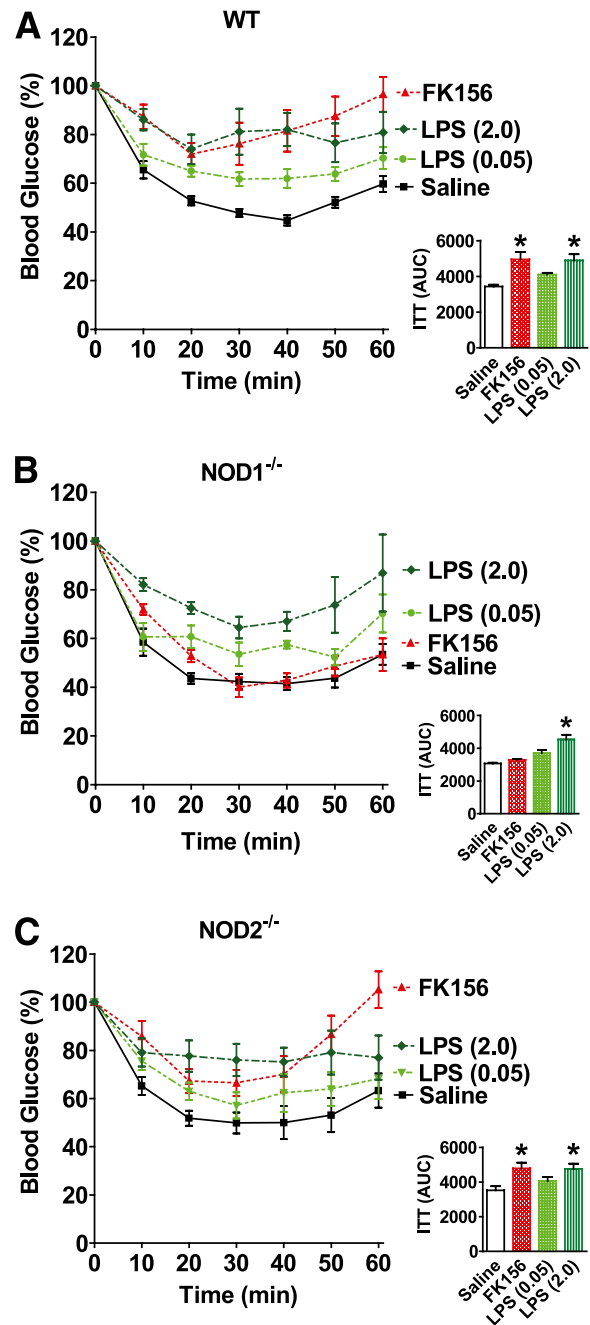 A
WT
Blood Glucose (%)
120
100
80
60
40
20
0
0 10 20 30 40 50 60
Time (min)
FK156
LPS (2.0)
LPS (0.05)
Saline
ITT (AUC)
6000
4000
2000
0
* *
Saline
FK156
LPS (0.05)
LPS (2.0)
B
NOD1-/-
Blood Glucose (%)
120
100
80
60
40
20
0
0 10 20 30 40 50 60
Time (min)
LPS (2.0)
LPS (0.05)
FK156
Saline
ITT (AUC)
6000
4000
2000
0
*
Saline
FK156
LPS (0.05)
LPS (2.0)
C
NOD2-/-
Blood Glucose (%)
120
100
80
60
40
20
0
0 10 20 30 40 50 60
Time (min)
FK156
LPS (2.0)
LPS (0.05)
Saline
ITT (AUC)
6000
4000
2000
0
* *
Saline
FK156
LPS (0.05)
LPS (2.0)